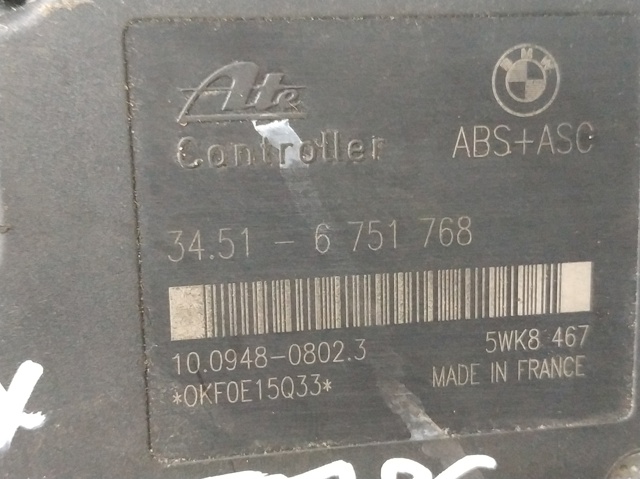 Ate
BMW
Controller
ABS+ASC
34.51 - 6 751 768
10.0948-0802.3
5WK8 467
*0KF0E15Q33*
MADE IN FRANCE